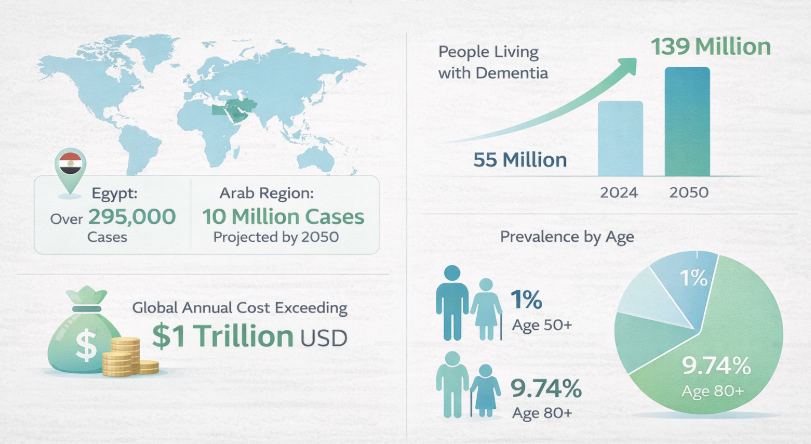 Egypt:
Over 295,000
Cases
Arab Region:
10 Million Cases
Projected by 2050
$
Global Annual Cost Exceeding
$1 Trillion USD
People Living
with Dementia
139 Million
55 Million
2024
2050
Prevalence by Age
1%
Age 50+
9.74%
Age 80+
1%
9.74%
Age 80+